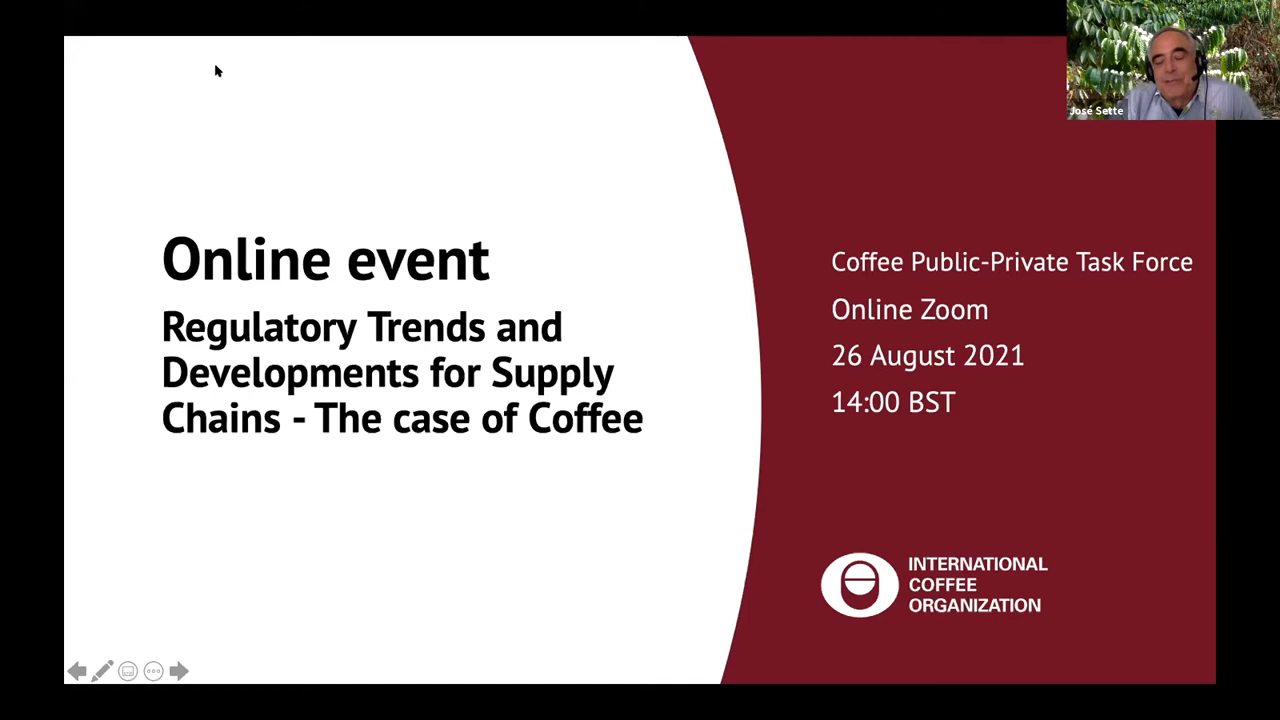 Online event
Regulatory Trends and
Developments for Supply
Chains - The case of Coffee
Coffee Public-Private Task Force
Online Zoom
26 August 2021
14:00 BST
INTERNATIONAL
COFFEE
ORGANIZATION
José Sette